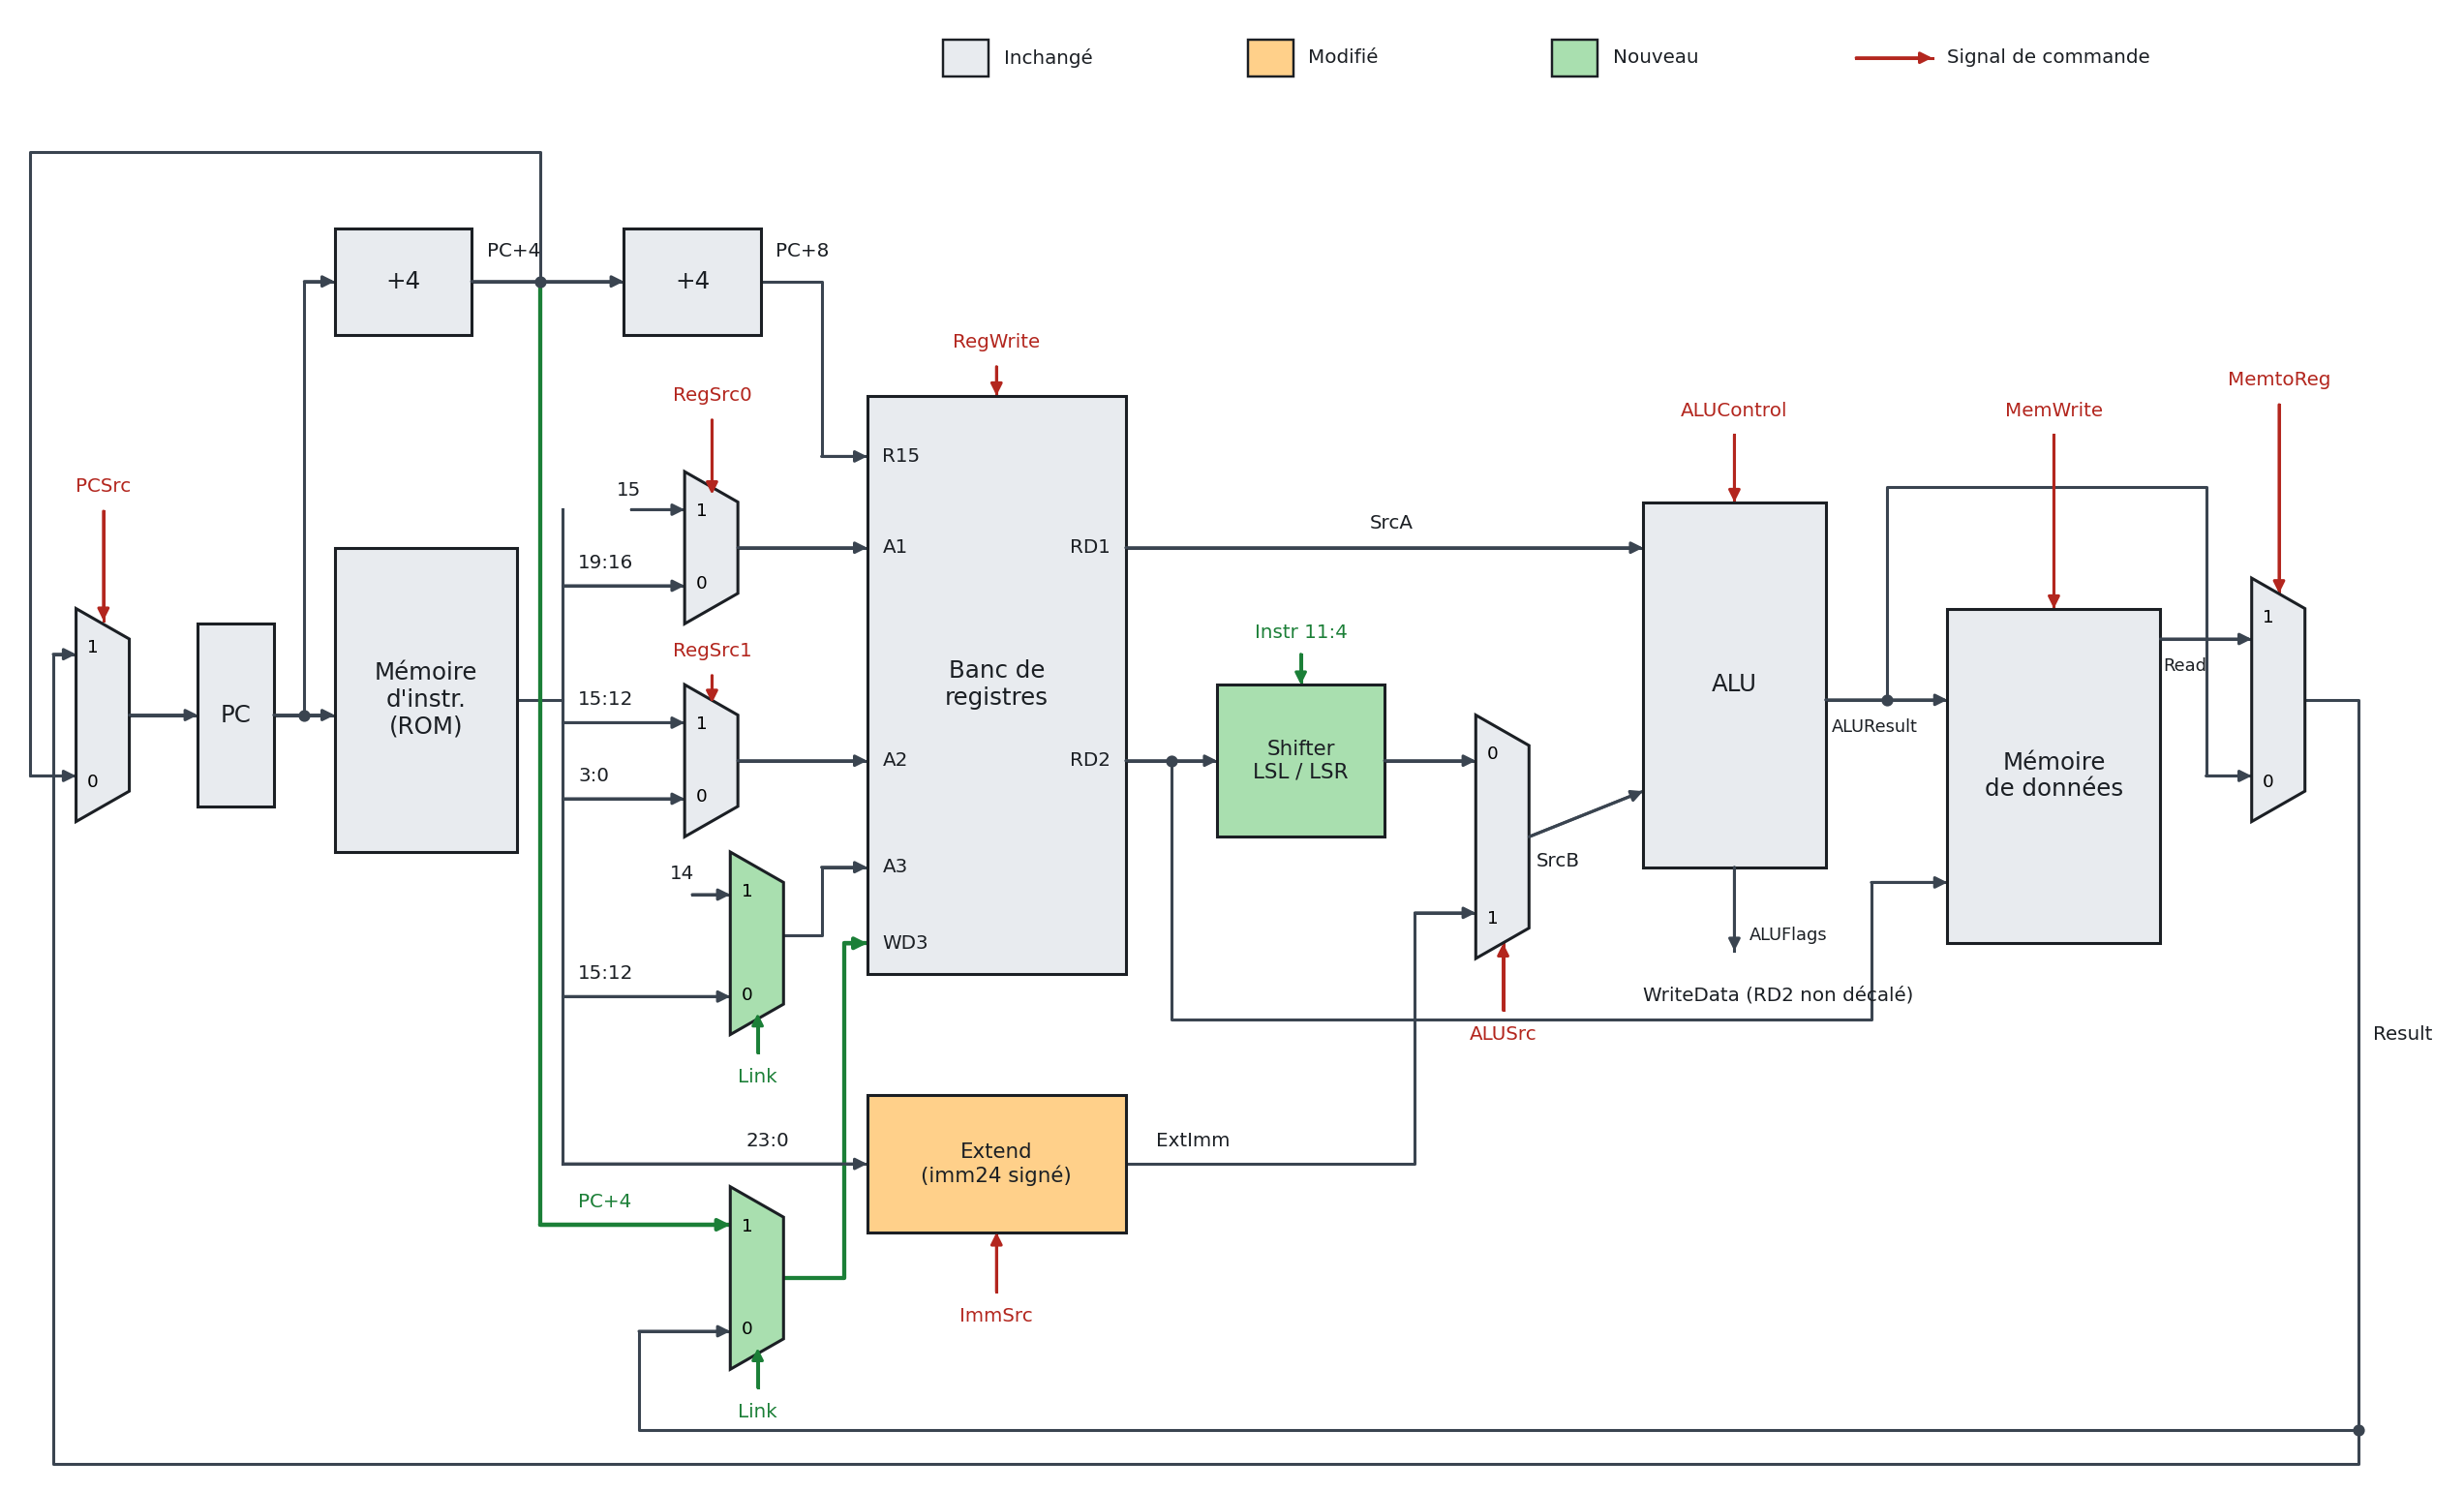 Inchangé
Modifié
Nouveau
Signal de commande
+4
PC+4
+4
PC+8
RegWrite
MemtoReg
RegSrc0
ALUControl
MemWrite
R15
PCSrc
15
1
SrcA
A1
RD1
19:16
0
1
Read
Instr 11:4
1
RegSrc1
Mémoire
d'instr.
(ROM)
PC
0
15:12
1
3:0
0
Banc de
registres
A2
RD2
Shifter
LSL / LSR
0
1
SrcB
ALUSrc
ALU
ALUResult
ALUFlags
Mémoire
de données
0
14
1
A3
WD3
15:12
0
Link
WriteData (RD2 non décalé)
Result
23:0
Extend
(imm24 signé)
ExtImm
PC+4
1
ImmSrc
0
Link